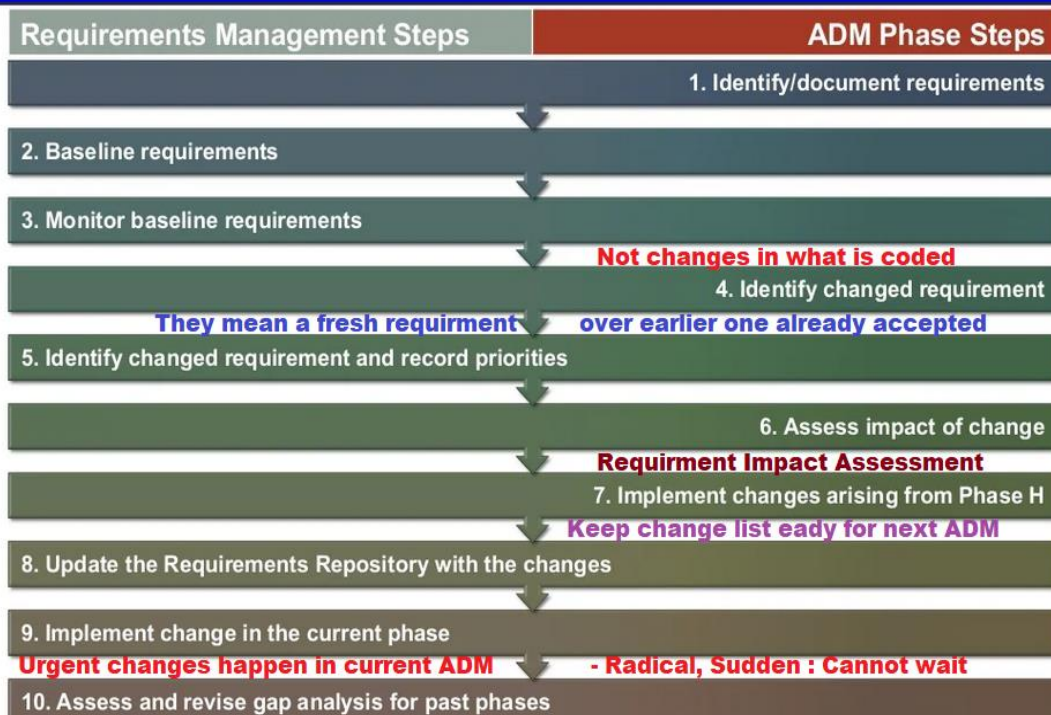 Requirements Management Steps ADM Phase Steps
1. Identify/document requirements
2. Baseline requirements
3. Monitor baseline requirements
Not changes in what is coded
4. Identify changed requirement
They mean a fresh requirment over earlier one already accepted
5. Identify changed requirement and record priorities
6. Assess impact of change
Requirment Impact Assessment
7. Implement changes arising from Phase H
Keep change list eady for next ADM
8. Update the Requirements Repository with the changes
9. Implement change in the current phase
Urgent changes happen in current ADM - Radical, Sudden : Cannot wait
10. Assess and revise gap analysis for past phases